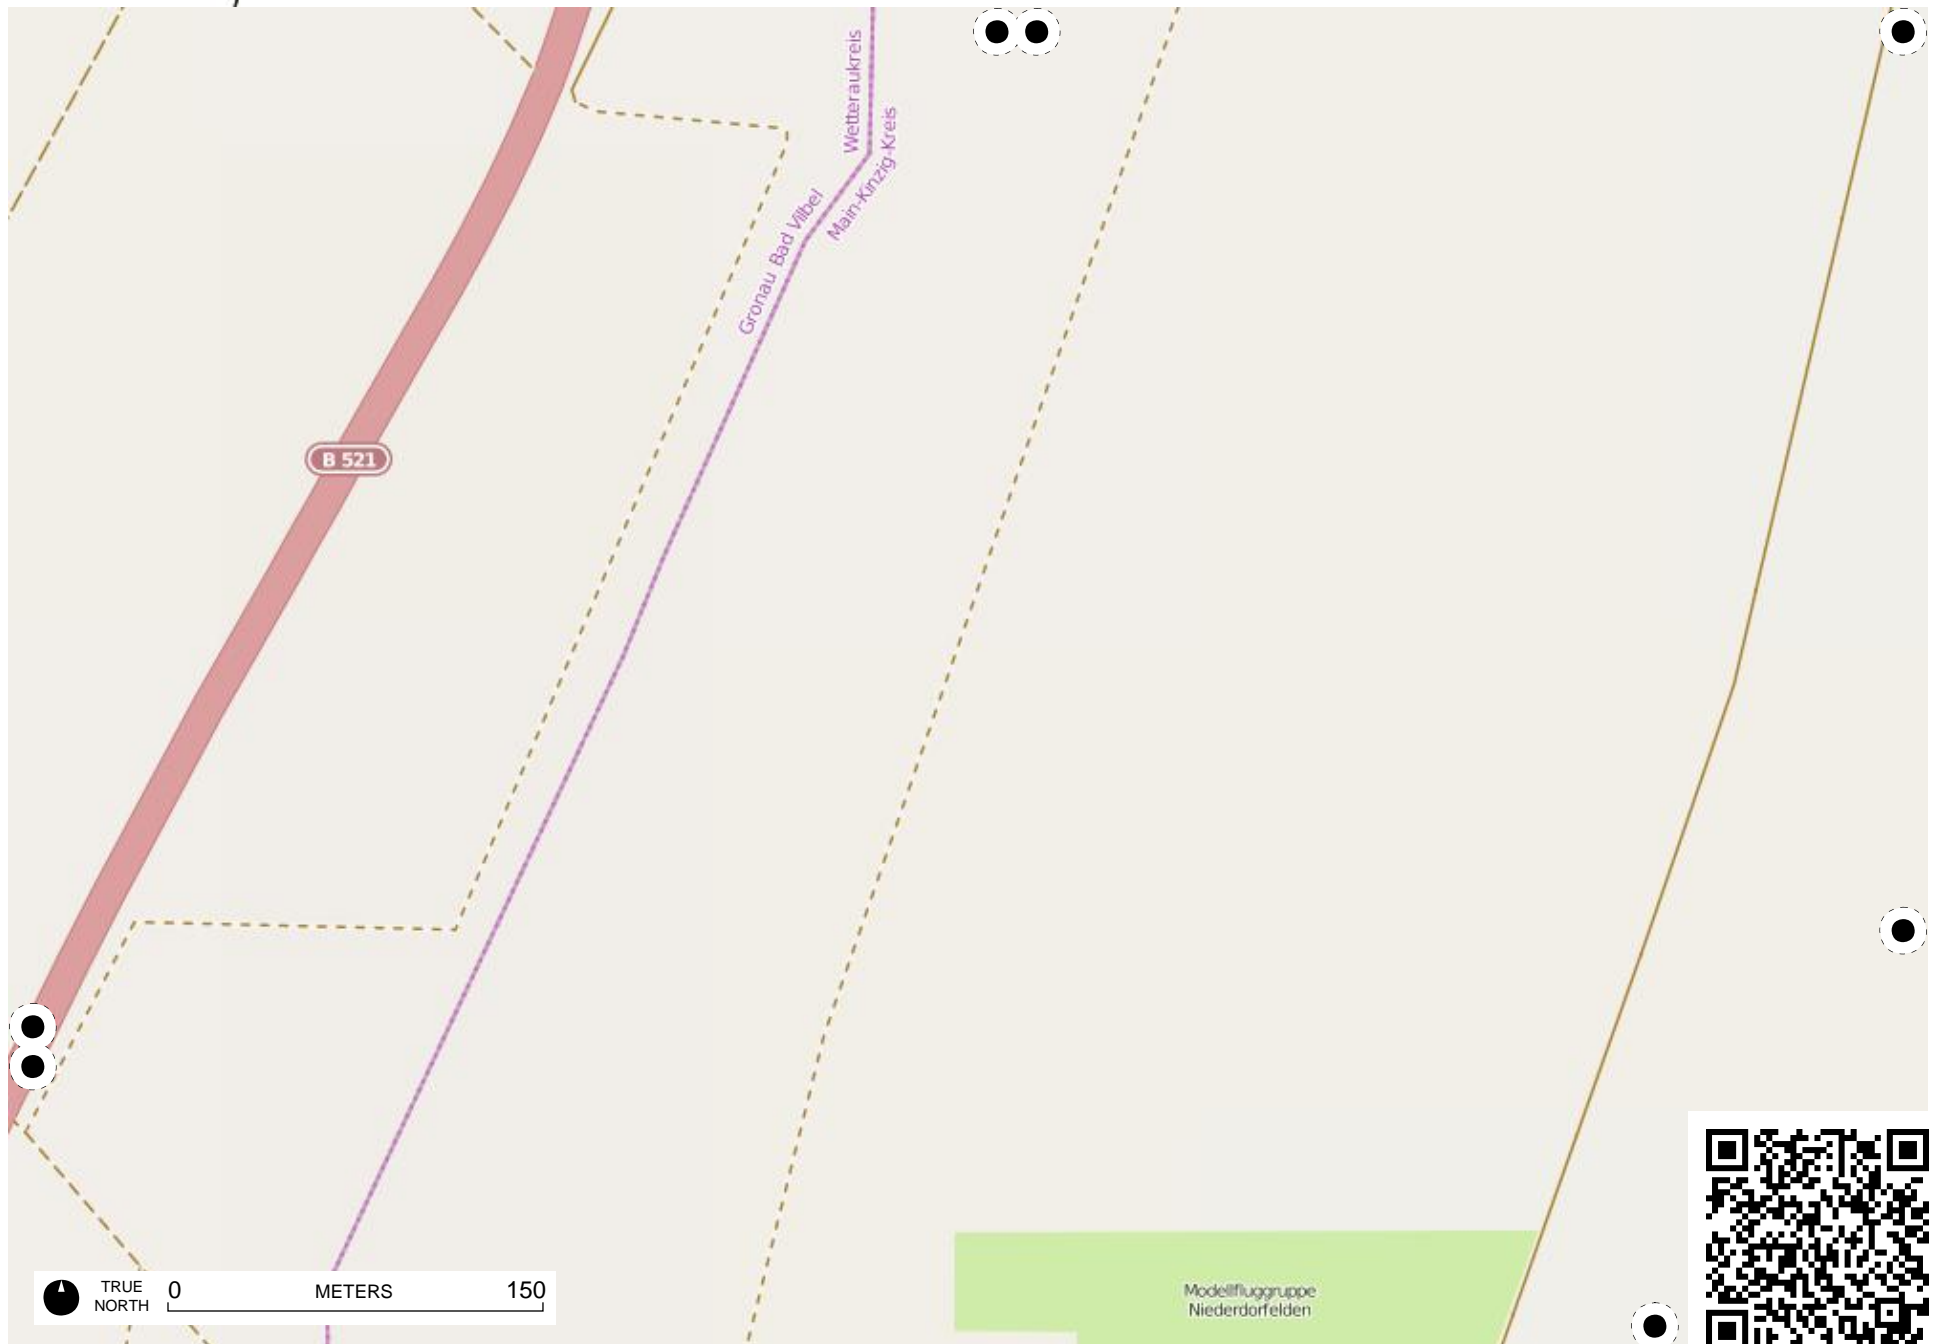 Wetteraukreis
Main-Kinzig-Kreis
Gronau Bad Vilbel
B 521
Modellfluggruppe
Niederdorfelden
TRUE
NORTH
0 METERS 150